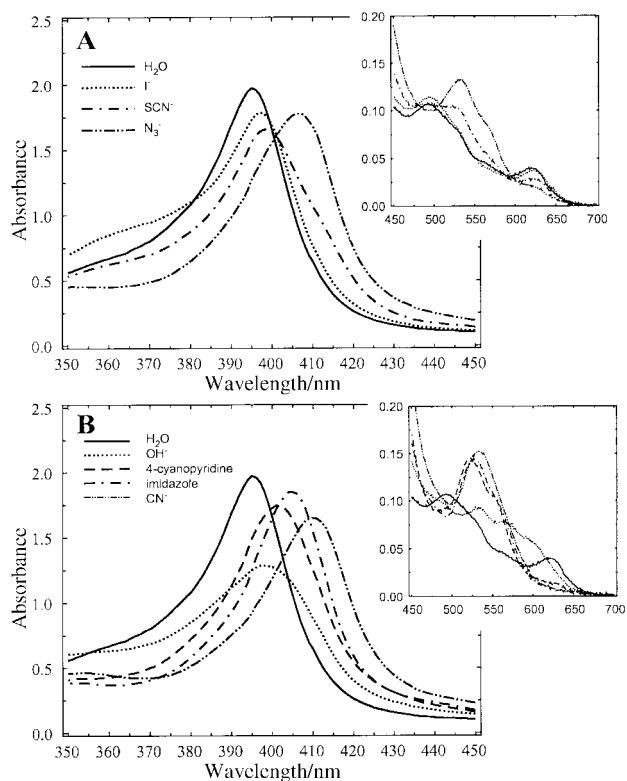 A
H₂O
I⁻
SCN⁻
N₃⁻
2.5
2.0
1.5
1.0
0.5
0.0
Absorbance
350 360 370 380 390 400 410 420 430 440 450
Wavelength/nm
0.20
0.15
0.10
0.05
0.00
450 500 550 600 650 700
B
H₂O
OH⁻
4-cyanopyridine
imidazole
CN⁻
2.5
2.0
1.5
1.0
0.5
0.0
Absorbance
350 360 370 380 390 400 410 420 430 440 450
Wavelength/nm
0.20
0.15
0.10
0.05
0.00
450 500 550 600 650 700